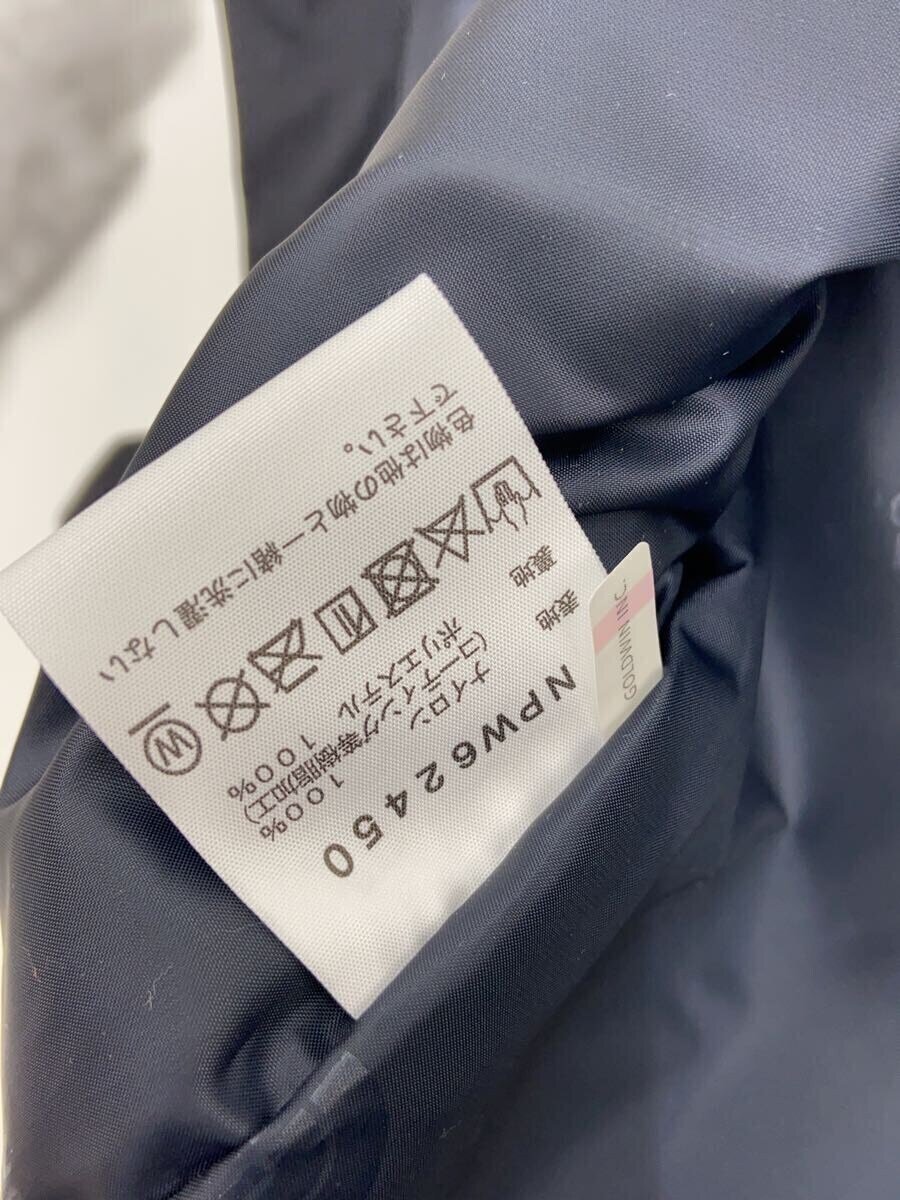 NPW62450
表地 ナイロン 100%
(コーティング等樹脂加工)
裏地 ポリエステル 100%
W
色物は他の物と一緒に洗濯しない
で下さい。
GOLDWIN INC.